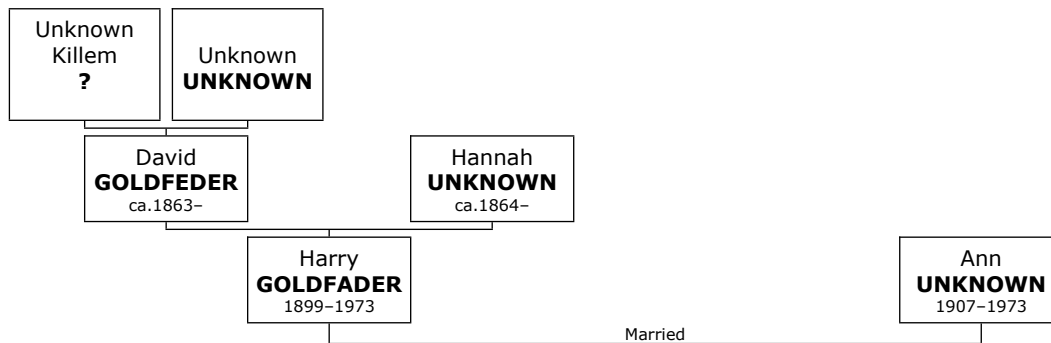 Unknown
Killem
?
Unknown
UNKNOWN
David
GOLDFEDER
ca.1863–
Hannah
UNKNOWN
ca.1864–
Harry
GOLDFADER
1899–1973
Ann
UNKNOWN
1907–1973
Married